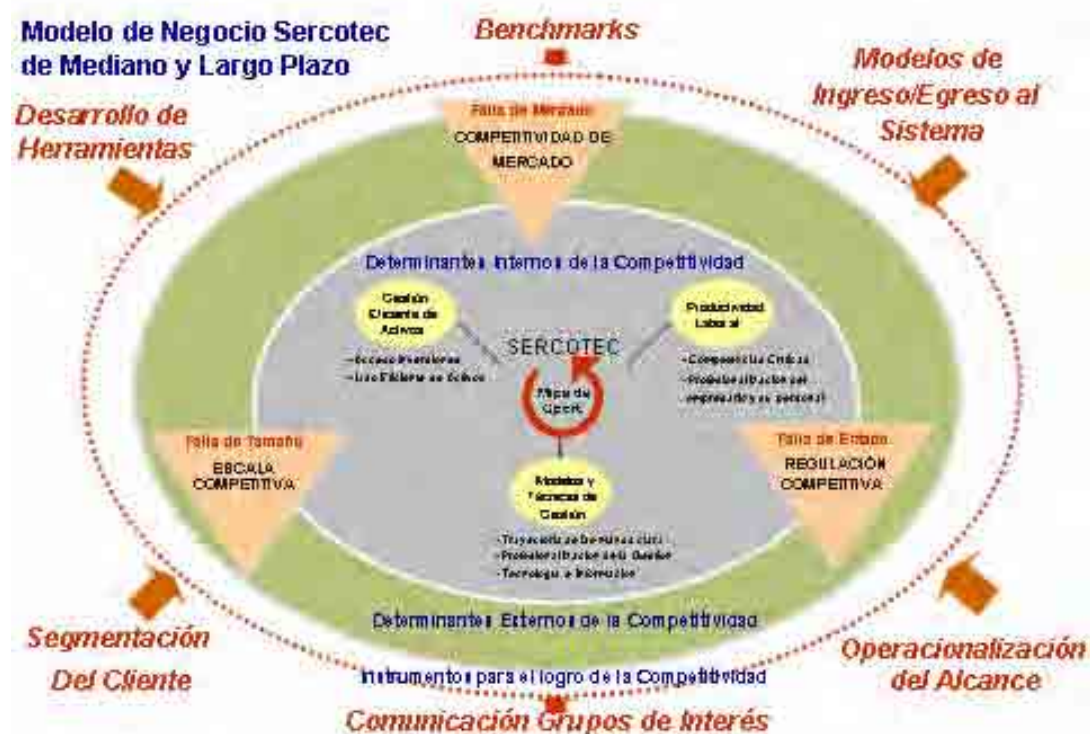 Modelo de Negocio Sercotec
de Mediano y Largo Plazo
Benchmarks
Modelos de
Ingreso/Egreso al
Sistema
Desarrollo de
Herramientas
Falla de Mercado
COMPETITIVIDAD DE
MERCADO
Determinantes Internos de la Competitividad
Gestión
Eficiente de
Activos
- Acceso Inversiones
- Uso Eficiente de Activos
SERCOTEC
Productividad
Laboral
- Competencias Críticas
- Profesionalización del
empresario y su personal
Falla de Tamaño
ESCALA
COMPETITIVA
Falla de Estado
REGULACIÓN
COMPETITIVA
Modelos y
Técnicas de
Gestión
- Profesionalización de la Gestión
- Tecnología e Información
Determinantes Externos de la Competitividad
Instrumentos para el logro de la Competitividad
Segmentación
Del Cliente
Operacionalización
del Alcance
Comunicación Grupos de Interés